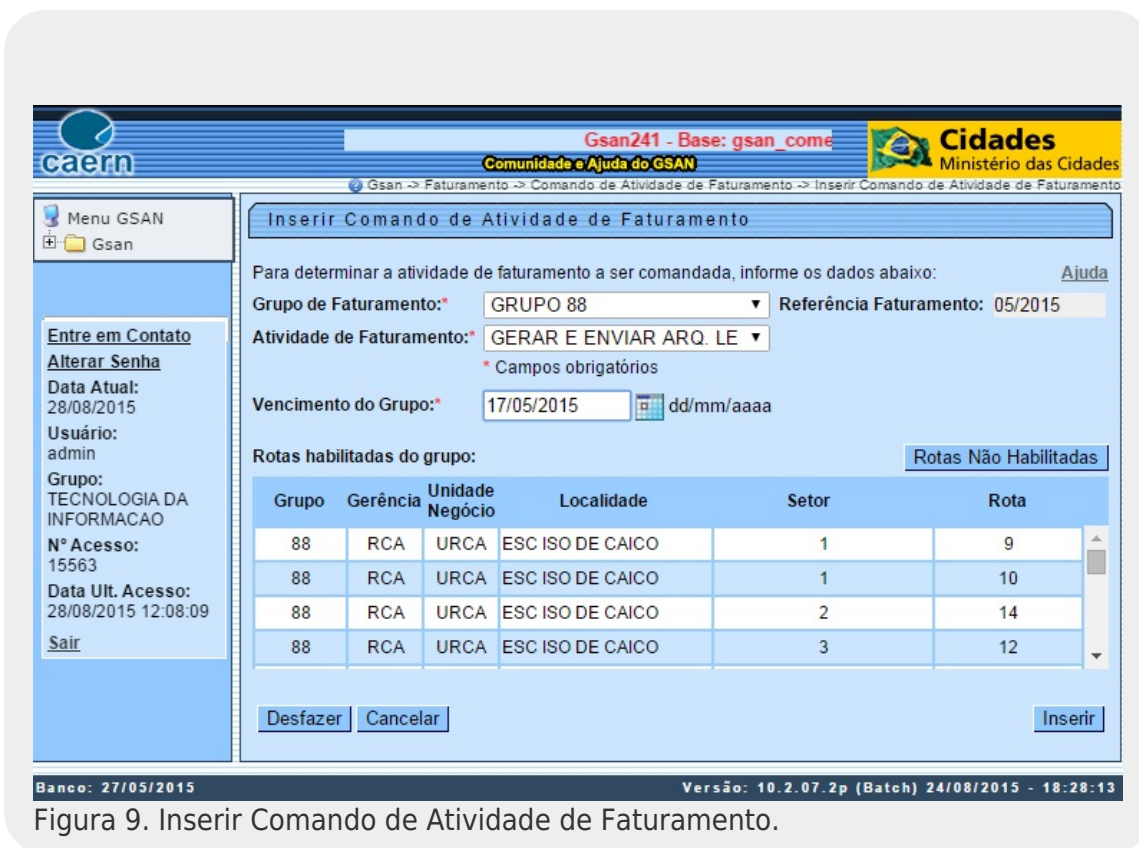 caern
Gsan241 - Base: gsan_come
Comunidade e Ajuda do GSAN
Cidades
Ministério das Cidades
Gsan -> Faturamento -> Comando de Atividade de Faturamento -> Inserir Comando de Atividade de Faturamento
Menu GSAN
Gsan
Entre em Contato
Alterar Senha
Data Atual:
28/08/2015
Usuário:
admin
Grupo:
TECNOLOGIA DA
INFORMACAO
Nº Acesso:
15563
Data Ult. Acesso:
28/08/2015 12:08:09
Sair
Inserir Comando de Atividade de Faturamento
Para determinar a atividade de faturamento a ser comandada, informe os dados abaixo: Ajuda
Grupo de Faturamento:* GRUPO 88 Referência Faturamento: 05/2015
Atividade de Faturamento:* GERAR E ENVIAR ARQ. LE
* Campos obrigatórios
Vencimento do Grupo:* 17/05/2015 dd/mm/aaaa
Rotas habilitadas do grupo: Rotas Não Habilitadas
Grupo Gerência Unidade Negócio Localidade Setor Rota
88 RCA URCA ESC ISO DE CAICO 1 9
88 RCA URCA ESC ISO DE CAICO 1 10
88 RCA URCA ESC ISO DE CAICO 2 14
88 RCA URCA ESC ISO DE CAICO 3 12
Desfazer Cancelar Inserir
Banco: 27/05/2015 Versão: 10.2.07.2p (Batch) 24/08/2015 - 18:28:13
Figura 9. Inserir Comando de Atividade de Faturamento.